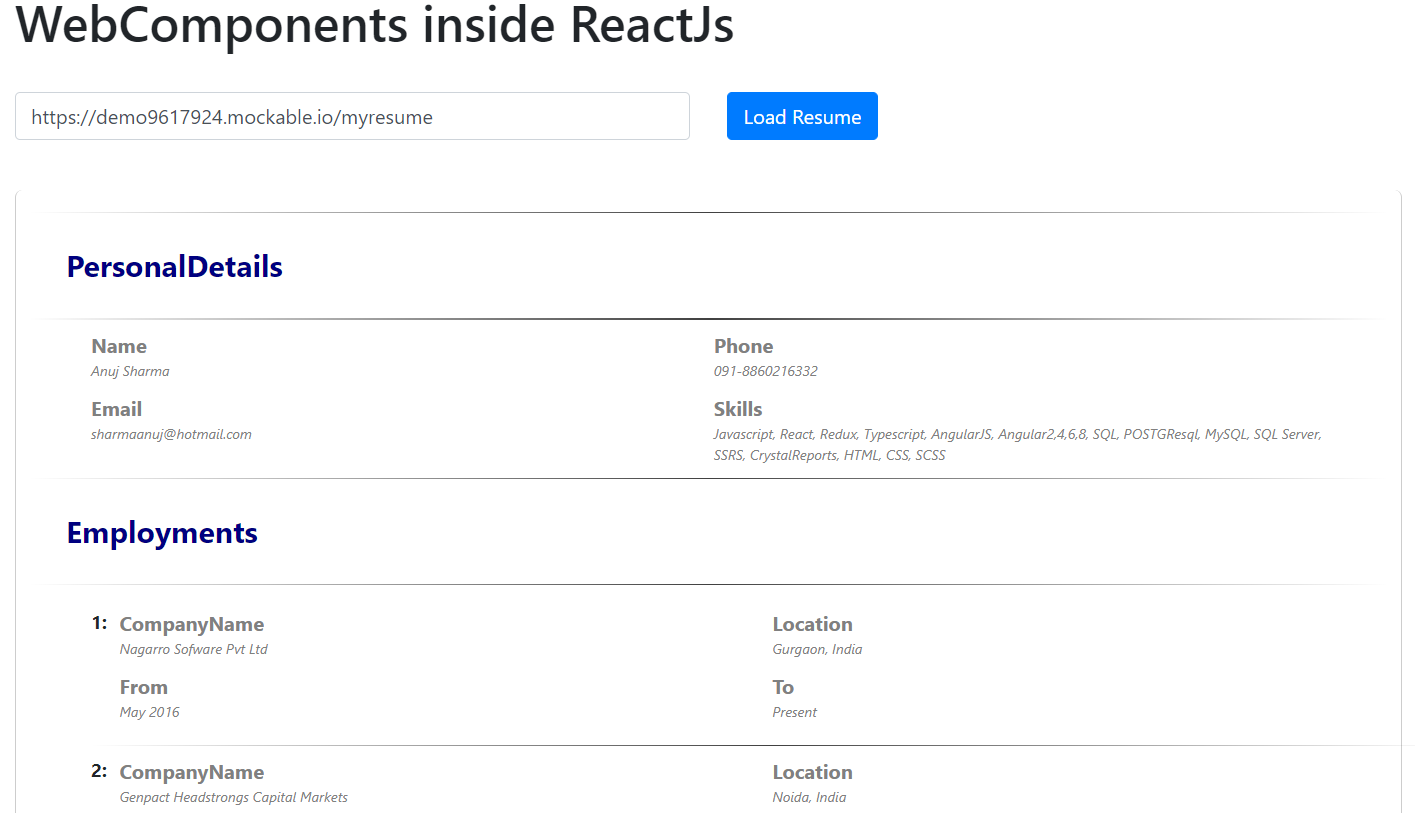 WebComponents inside ReactJs
https://demo9617924.mockable.io/myresume
Load Resume
PersonalDetails
Name
Phone
Anuj Sharma
091-8860216332
Email
Skills
sharmaanuj@hotmail.com
Javascript, React, Redux, Typescript, AngularJS, Angular2,4,6,8, SQL, POSTGResql, MySQL, SQL Server,
SSRS, CrystalReports, HTML, CSS, SCSS
Employments
1:
CompanyName
Location
Nagarro Sofware Pvt Ltd
Gurgaon, India
From
To
May 2016
Present
2:
CompanyName
Location
Genpact Headstrongs Capital Markets
Noida, India